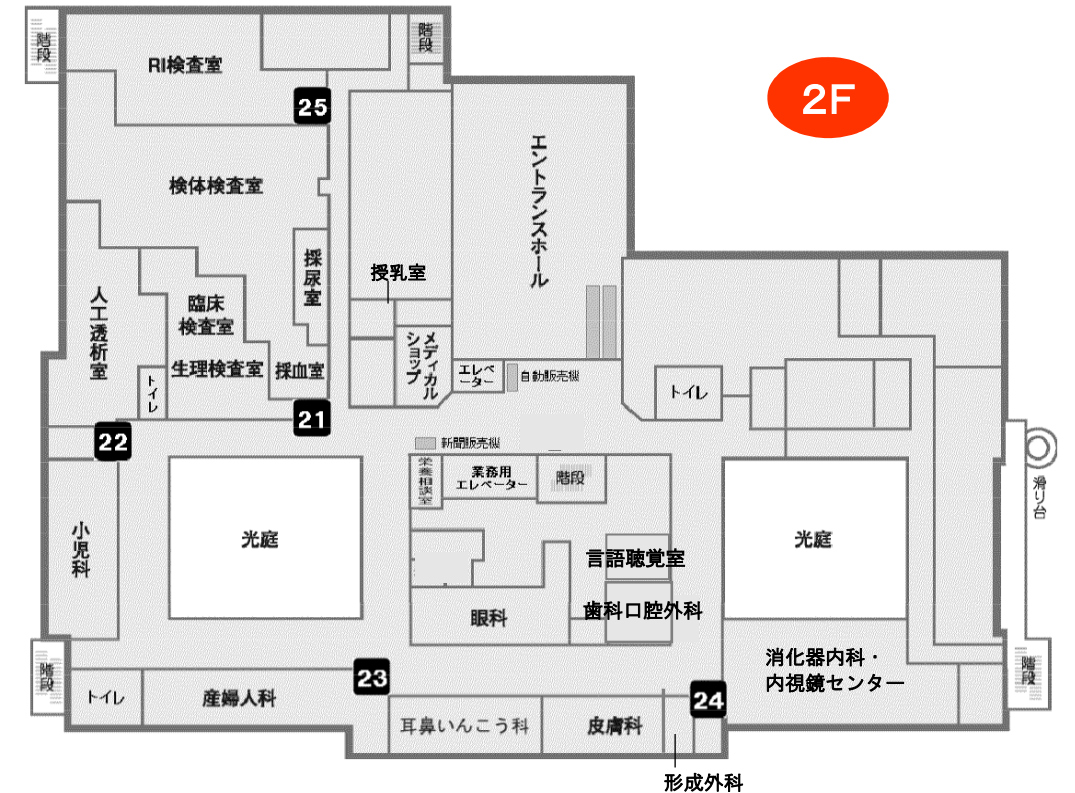 階段
階段
RI検査室
25
2F
エントランスホール
検体検査室
採尿室
授乳室
人工透析室
臨床
検査室
生理検査室
採血室
トイレ
メディカル
ショップ
エレベ
ーター
自動販売機
トイレ
21
22
新聞販売機
栄養相談室
業務用
エレベーター
階段
滑り台
小児科
光庭
光庭
言語聴覚室
歯科口腔外科
眼科
消化器内科・
内視鏡センター
階段
階段
トイレ
産婦人科
23
24
耳鼻いんこう科
皮膚科
形成外科